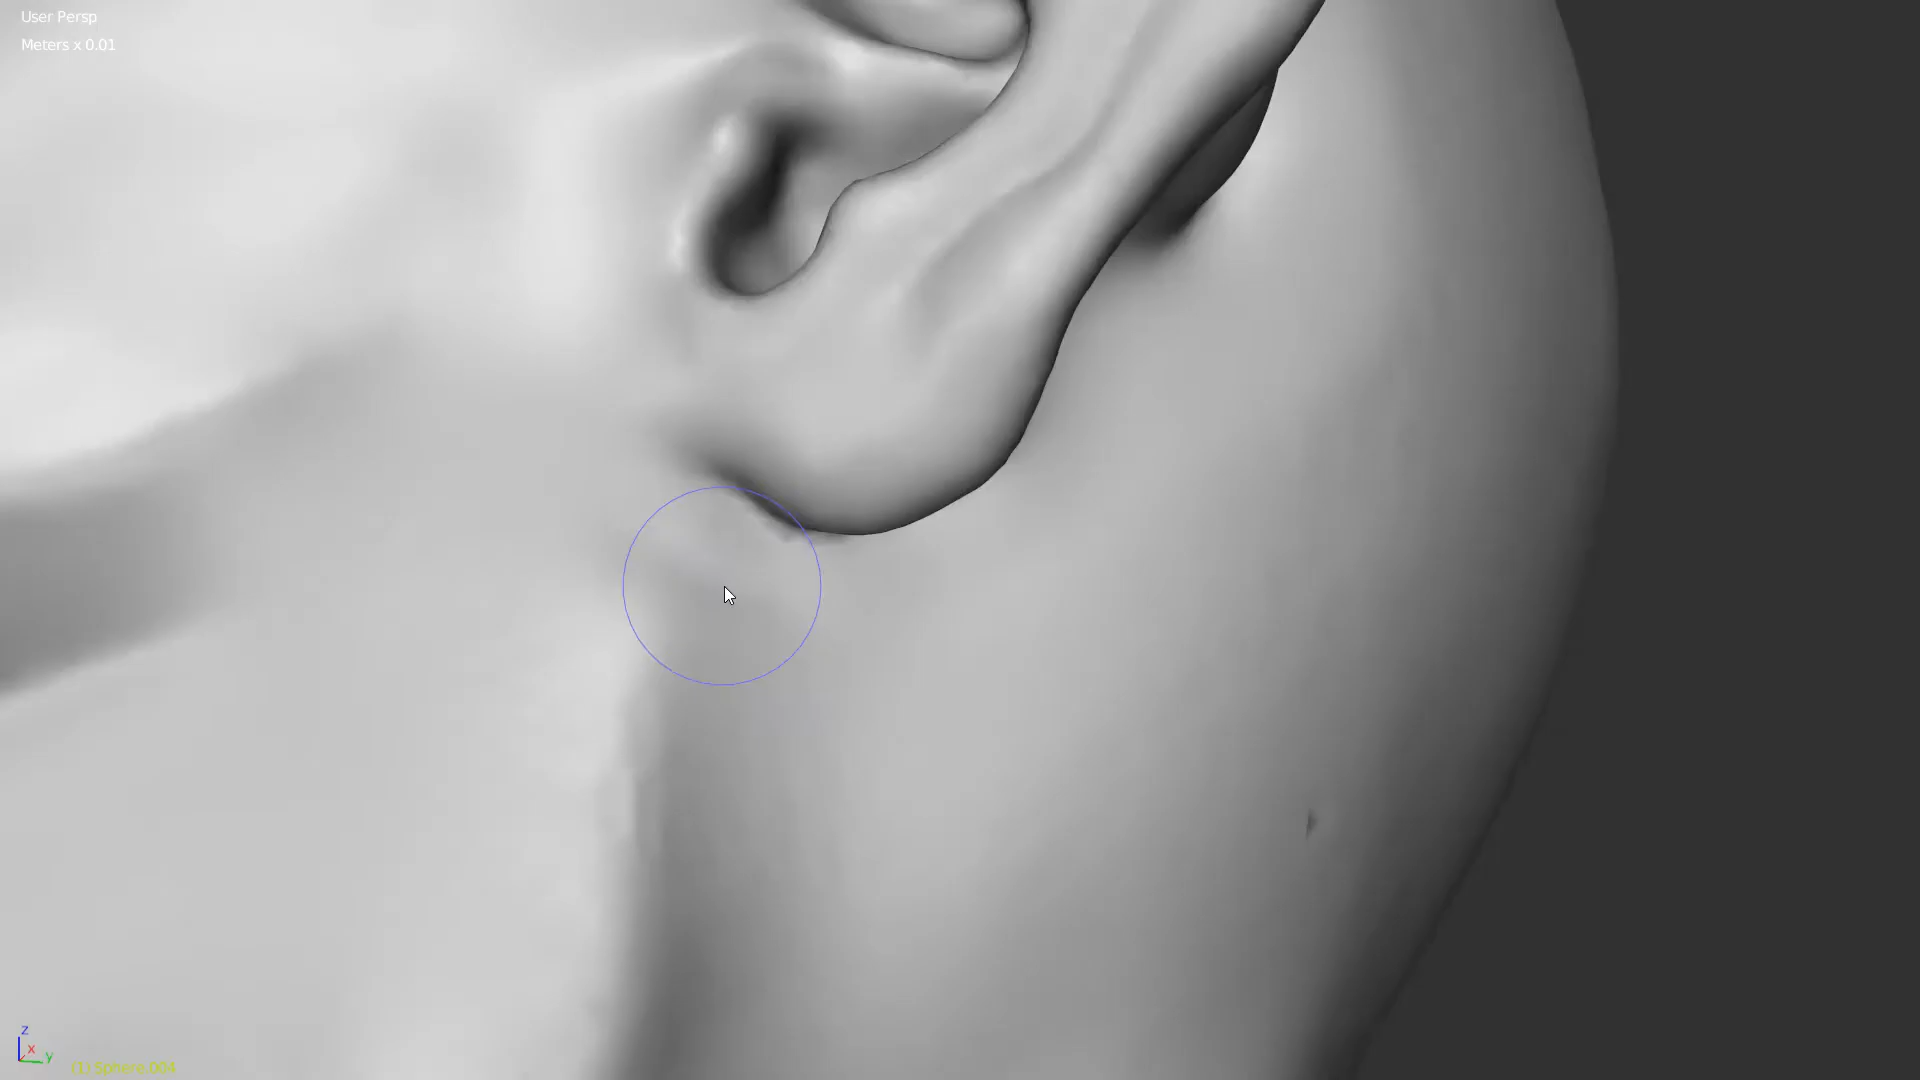 User Persp
Meters x 0.01
z
x
y
(1) Sphere.004